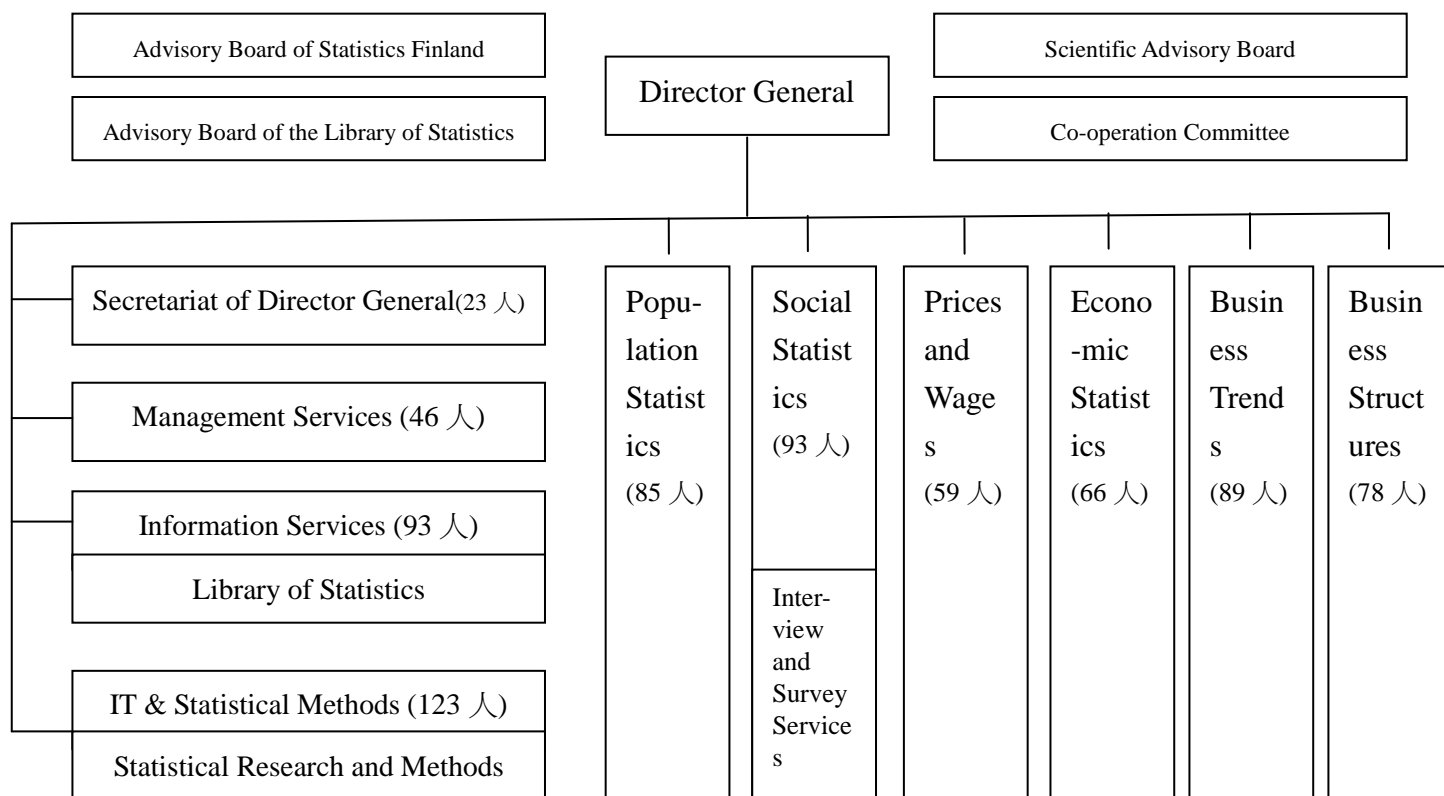 Advisory Board of Statistics Finland
Scientific Advisory Board
Director General
Advisory Board of the Library of Statistics
Co-operation Committee
Secretariat of Director General(23 人)
Management Services (46 人)
Information Services (93 人)
Library of Statistics
IT & Statistical Methods (123 人)
Statistical Research and Methods
Popu-
lation
Statist
ics
(85 人)
Social
Statist
ics
(93 人)
Inter-
view
and
Survey
Service
s
Prices
and
Wage
s
(59 人)
Econo
-mic
Statist
ics
(66 人)
Busin
ess
Trend
s
(89 人)
Busin
ess
Struct
ures
(78 人)